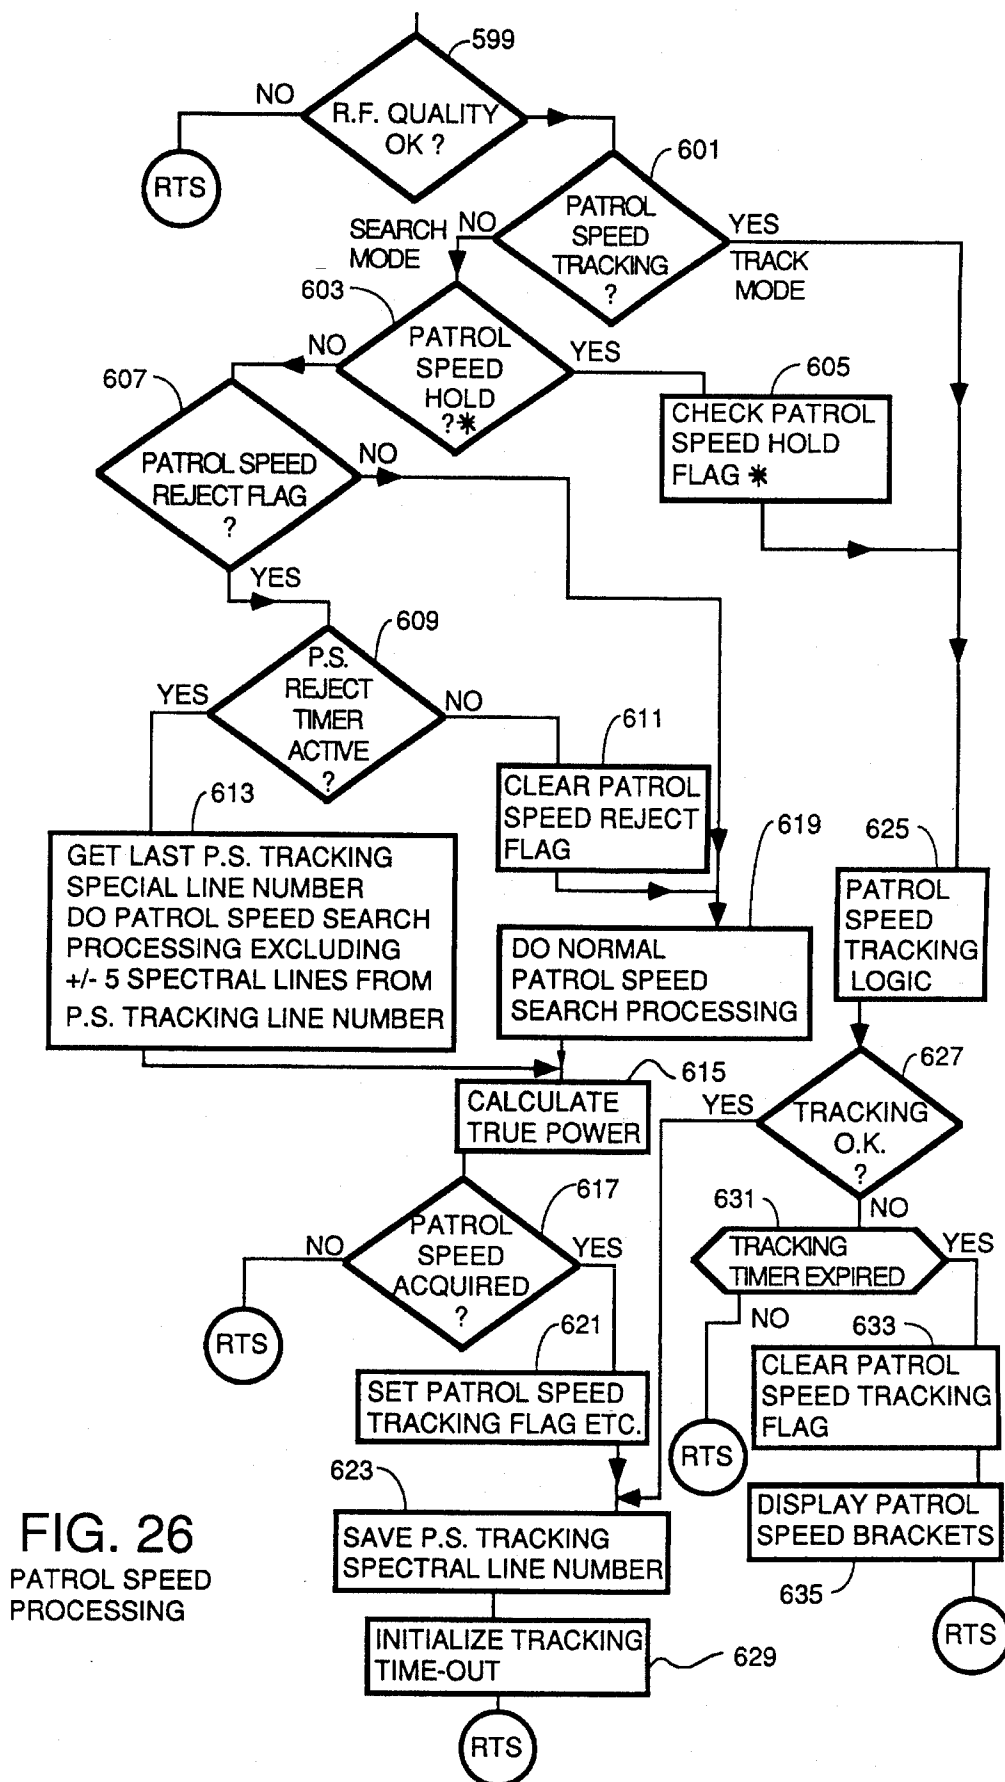 599
NO
R.F. QUALITY
OK ?
RTS
601
PATROL
SPEED
TRACKING
?
SEARCH
MODE
NO
YES
TRACK
MODE
603
PATROL
SPEED
HOLD
?*
NO
YES
605
CHECK PATROL
SPEED HOLD
FLAG *
607
PATROL SPEED
REJECT FLAG
?
NO
YES
609
P.S.
REJECT
TIMER
ACTIVE
?
YES
NO
611
CLEAR PATROL
SPEED REJECT
FLAG
613
GET LAST P.S. TRACKING
SPECIAL LINE NUMBER
DO PATROL SPEED SEARCH
PROCESSING EXCLUDING
+/- 5 SPECTRAL LINES FROM
P.S. TRACKING LINE NUMBER
619
DO NORMAL
PATROL SPEED
SEARCH PROCESSING
625
PATROL
SPEED
TRACKING
LOGIC
615
CALCULATE
TRUE POWER
627
TRACKING
O.K.
?
YES
NO
617
PATROL
SPEED
ACQUIRED
?
NO
YES
RTS
631
TRACKING
TIMER EXPIRED
YES
NO
RTS
621
SET PATROL SPEED
TRACKING FLAG ETC.
633
CLEAR PATROL
SPEED TRACKING
FLAG
623
SAVE P.S. TRACKING
SPECTRAL LINE NUMBER
DISPLAY PATROL
SPEED BRACKETS
635
RTS
INITIALIZE TRACKING
TIME-OUT
629
RTS
FIG. 26
PATROL SPEED
PROCESSING